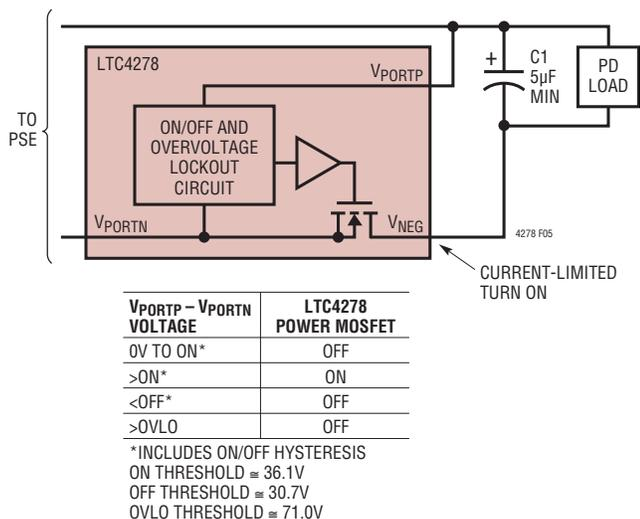 LTC4278
VPORTP
+
C1
5μF
MIN
PD
LOAD
TO
PSE
ON/OFF AND
OVERVOLTAGE
LOCKOUT
CIRCUIT
VPORTN
VNEG
4278 F05
CURRENT-LIMITED
TURN ON
VPORTP – VPORTN VOLTAGE
LTC4278 POWER MOSFET
0V TO ON* OFF
>ON* ON
<OFF* OFF
>OVLO OFF
*INCLUDES ON/OFF HYSTERESIS
ON THRESHOLD ≅ 36.1V
OFF THRESHOLD ≅ 30.7V
OVLO THRESHOLD ≅ 71.0V